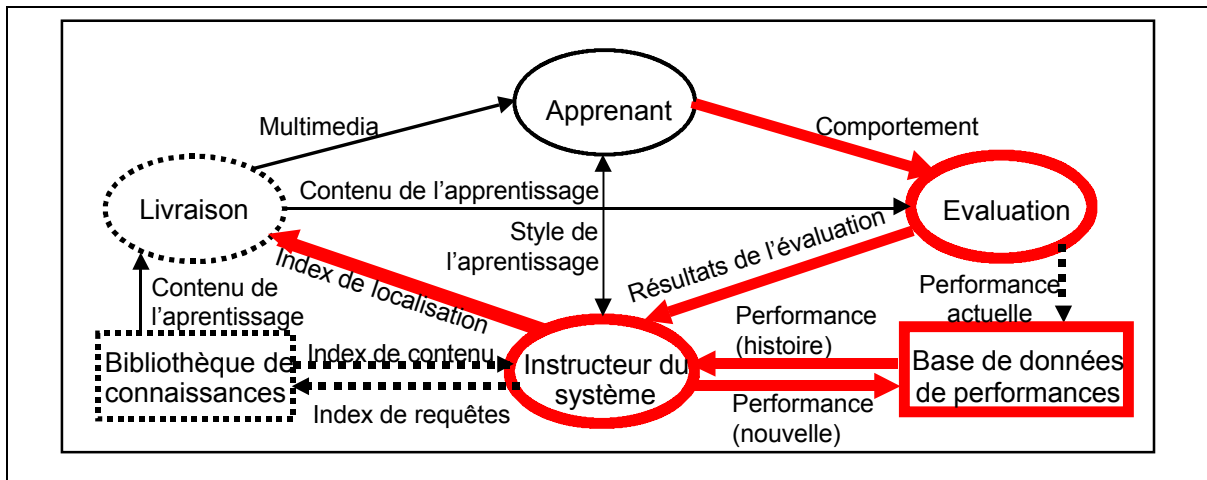 Apprenant
Multimedia
Comportement
Livraison
Contenu de l’apprentissage
Evaluation
Style de
l’aprentissage
Index de localisation
Résultats de l’évaluation
Contenu de
l’aprentissage
Performance
actuelle
Bibliothèque de
connaissances
Index de contenu
Index de requêtes
Instructeur du
système
Performance
(histoire)
Performance
(nouvelle)
Base de données
de performances